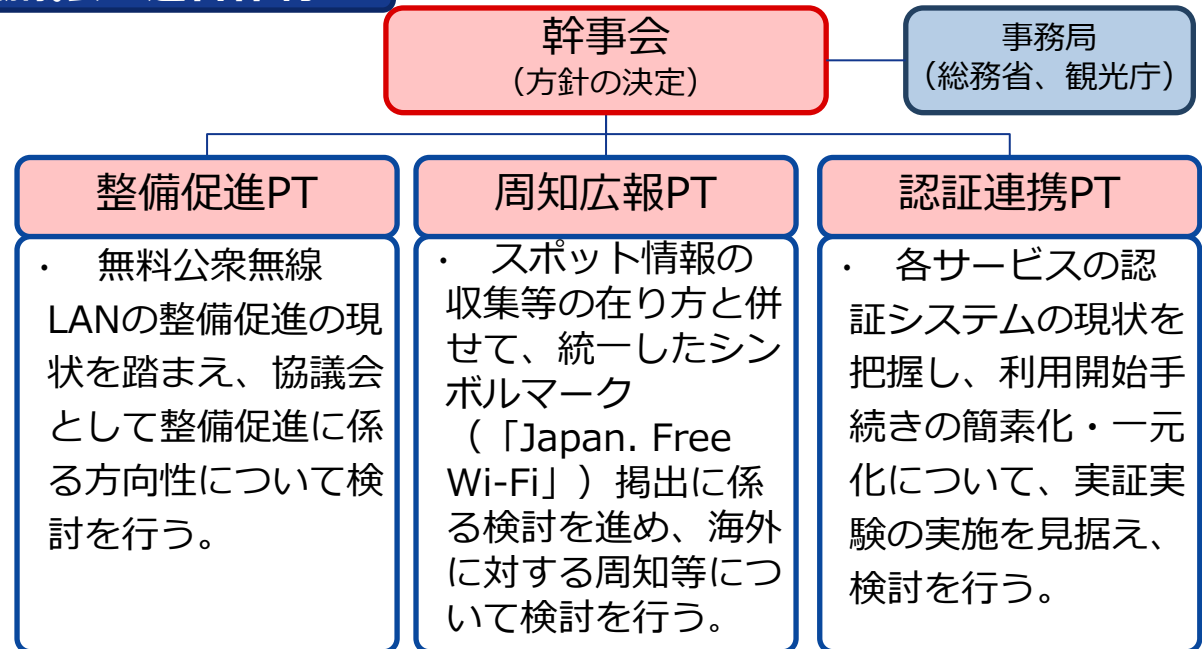 幹事会
（方針の決定）
事務局
（総務省、観光庁）
整備促進PT
・　無料公衆無線
LANの整備促進の現
状を踏まえ、協議会
として整備促進に係
る方向性について検
討を行う。
周知広報PT
・　スポット情報の
収集等の在り方と併
せて、統一したシン
ボルマーク
（「Japan. Free
Wi-Fi」）掲出に係
る検討を進め、海外
に対する周知等につ
いて検討を行う。
認証連携PT
・　各サービスの認
証システムの現状を
把握し、利用開始手
続きの簡素化・一元
化について、実証実
験の実施を見据え、
検討を行う。